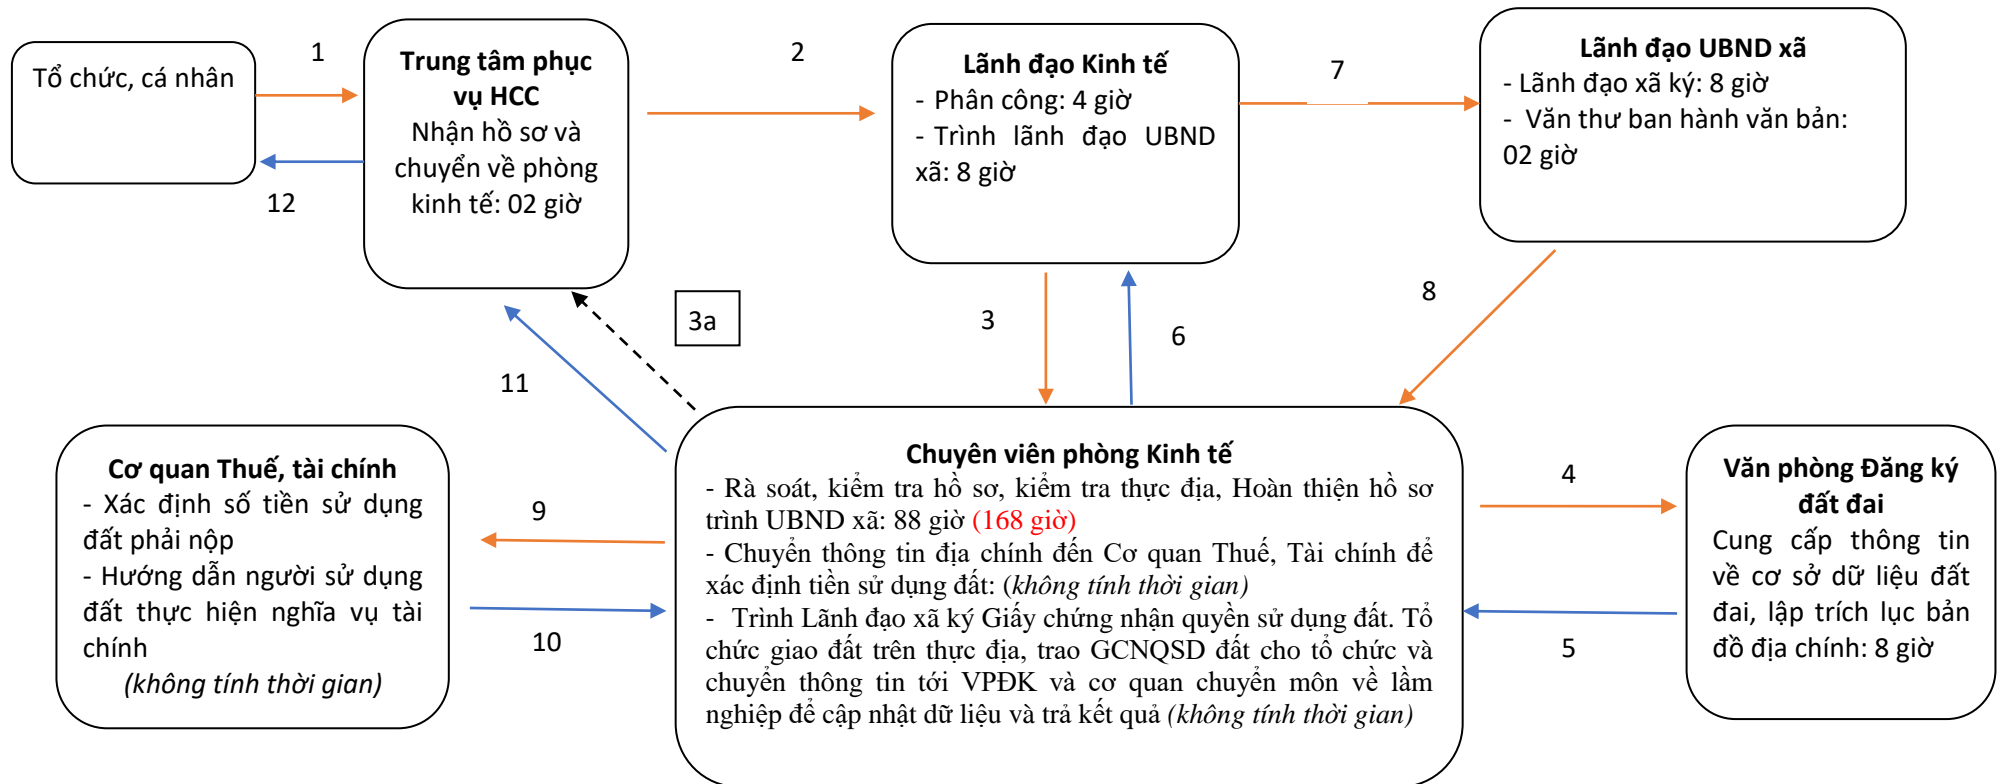 Tổ chức, cá nhân
1
12
Trung tâm phục
vụ HCC
Nhận hồ sơ và
chuyển về phòng
kinh tế: 02 giờ
2
Lãnh đạo Kinh tế
- Phân công: 4 giờ
- Trình lãnh đạo UBND
xã: 8 giờ
7
Lãnh đạo UBND xã
- Lãnh đạo xã ký: 8 giờ
- Văn thư ban hành văn bản:
02 giờ
3a
3
6
8
11
Cơ quan Thuế, tài chính
- Xác định số tiền sử dụng
đất phải nộp
- Hướng dẫn người sử dụng
đất thực hiện nghĩa vụ tài
chính
(không tính thời gian)
9
10
Chuyên viên phòng Kinh tế
- Rà soát, kiểm tra hồ sơ, kiểm tra thực địa, Hoàn thiện hồ sơ
trình UBND xã: 88 giờ (168 giờ)
- Chuyển thông tin địa chính đến Cơ quan Thuế, Tài chính để
xác định tiền sử dụng đất: (không tính thời gian)
- Trình Lãnh đạo xã ký Giấy chứng nhận quyền sử dụng đất. Tổ
chức giao đất trên thực địa, trao GCNQSD đất cho tổ chức và
chuyển thông tin tới VPĐK và cơ quan chuyển môn về lầm
nghiệp để cập nhật dữ liệu và trả kết quả (không tính thời gian)
4
5
Văn phòng Đăng ký
đất đai
Cung cấp thông tin
về cơ sở dữ liệu đất
đai, lập trích lục bản
đồ địa chính: 8 giờ